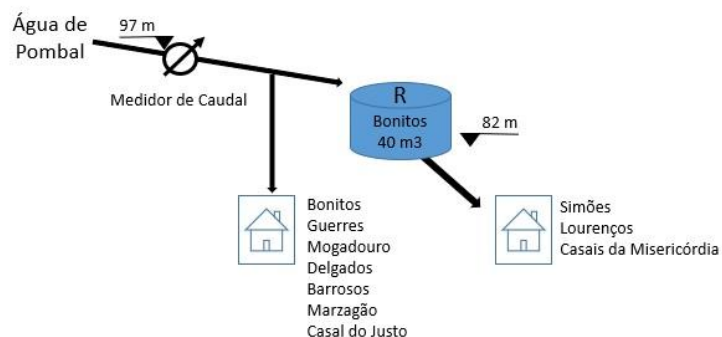 Água de
Pombal
97 m
Medidor de Caudal
R
Bonitos
40 m3
82 m
Bonitos
Guerres
Mogadouro
Delgados
Barrosos
Marzagão
Casal do Justo
Simões
Lourenços
Casais da Misericórdia